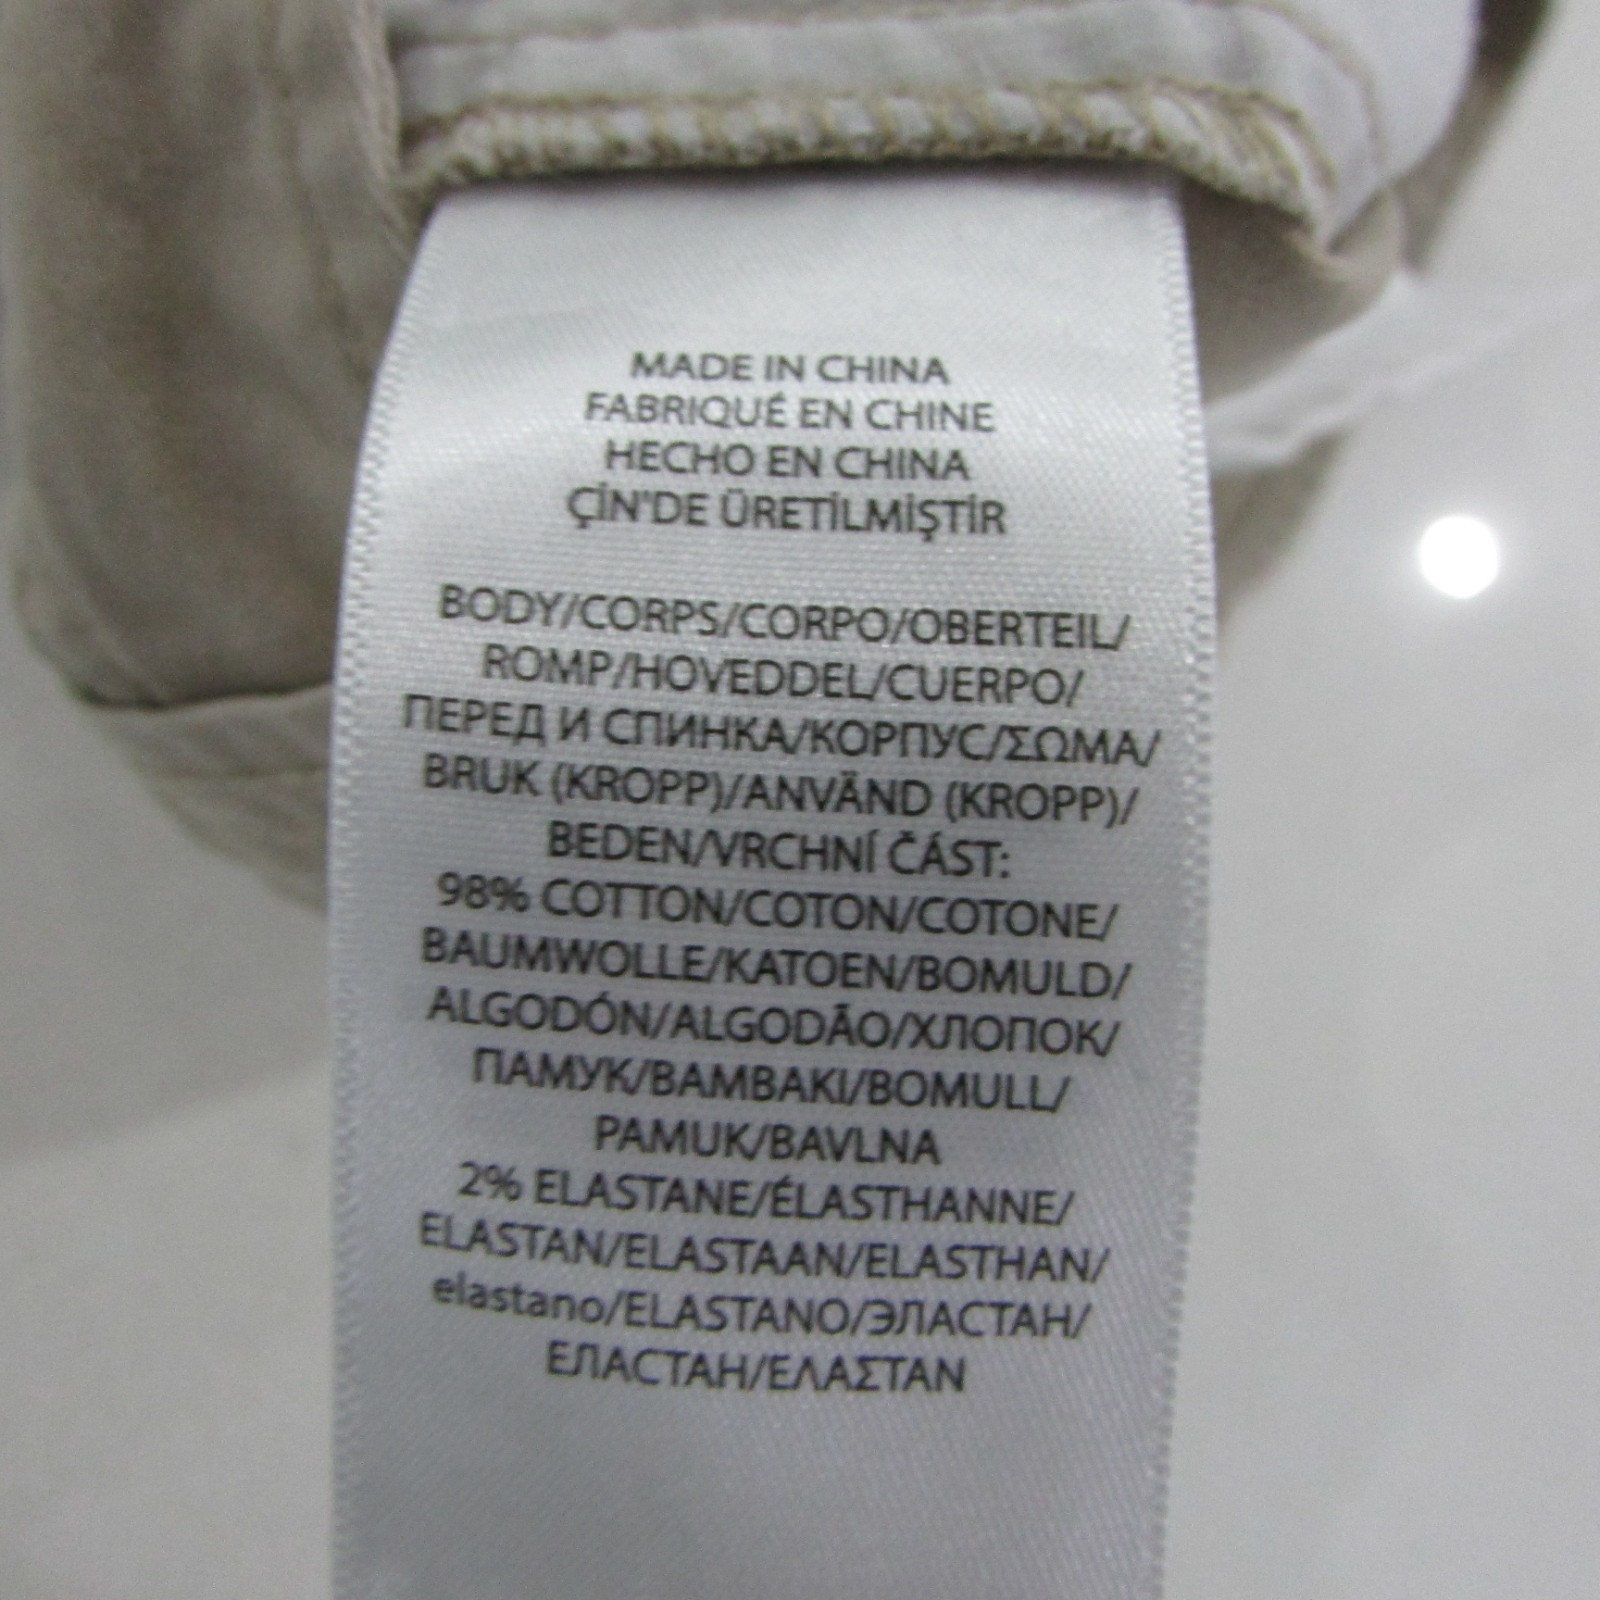 MADE IN CHINA
FABRIQUÉ EN CHINE
HECHO EN CHINA
ÇİN'DE ÜRETİLMİŞTİR
BODY/CORPS/CORPO/OBERTEIL/
ROMP/HOVEDDEL/CUERPO/
ПЕРЕД И СПИНКА/КОРПУС/ΣΩΜΑ/
BRUK (KROPP)/ANVÄND (KROPP)/
BEDEN/VRCHNÍ ČÁST:
98% COTTON/COTON/COTONE/
BAUMWOLLE/KATOEN/BOMULD/
ALGODÓN/ALGODÃO/ХЛОПОК/
ПАМУК/BAMBAKI/BOMULL/
PAMUK/BAVLNA
2% ELASTANE/ÉLASTHANNE/
ELASTAN/ELASTAAN/ELASTHAN/
elastano/ELASTANO/ЭЛАСТАН/
ЕЛАСТАН/ΕΛΑΣΤΑΝ